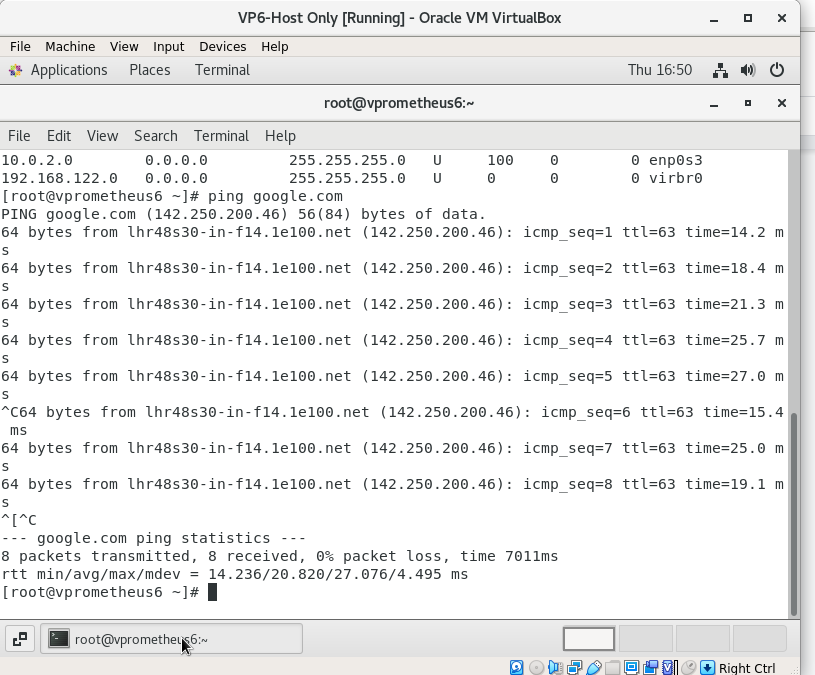 VP6-Host Only [Running] - Oracle VM VirtualBox
File Machine View Input Devices Help
Applications Places Terminal Thu 16:50
root@vprometheus6:~
File Edit View Search Terminal Help
10.0.2.0        0.0.0.0         255.255.255.0   U     100    0        0 enp0s3
192.168.122.0   0.0.0.0         255.255.255.0   U     0      0        0 virbr0
[root@vprometheus6 ~]# ping google.com
PING google.com (142.250.200.46) 56(84) bytes of data.
64 bytes from lhr48s30-in-f14.1e100.net (142.250.200.46): icmp_seq=1 ttl=63 time=14.2 m
s
64 bytes from lhr48s30-in-f14.1e100.net (142.250.200.46): icmp_seq=2 ttl=63 time=18.4 m
s
64 bytes from lhr48s30-in-f14.1e100.net (142.250.200.46): icmp_seq=3 ttl=63 time=21.3 m
s
64 bytes from lhr48s30-in-f14.1e100.net (142.250.200.46): icmp_seq=4 ttl=63 time=25.7 m
s
64 bytes from lhr48s30-in-f14.1e100.net (142.250.200.46): icmp_seq=5 ttl=63 time=27.0 m
s
^C64 bytes from lhr48s30-in-f14.1e100.net (142.250.200.46): icmp_seq=6 ttl=63 time=15.4
 ms
64 bytes from lhr48s30-in-f14.1e100.net (142.250.200.46): icmp_seq=7 ttl=63 time=25.0 m
s
64 bytes from lhr48s30-in-f14.1e100.net (142.250.200.46): icmp_seq=8 ttl=63 time=19.1 m
s
^[^C
--- google.com ping statistics ---
8 packets transmitted, 8 received, 0% packet loss, time 7011ms
rtt min/avg/max/mdev = 14.236/20.820/27.076/4.495 ms
[root@vprometheus6 ~]#
root@vprometheus6:~
Right Ctrl